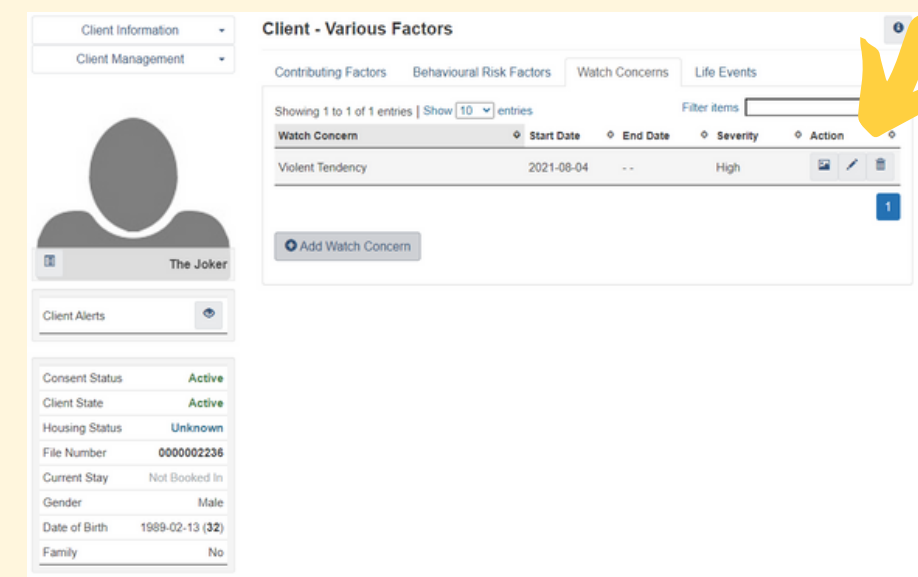 Client Information
Client Management
The Joker
Client Alerts
Consent Status Active
Client State Active
Housing Status Unknown
File Number 0000002236
Current Stay Not Booked In
Gender Male
Date of Birth 1989-02-13 (32)
Family No
Client - Various Factors
Contributing Factors Behavioural Risk Factors Watch Concerns Life Events
Showing 1 to 1 of 1 entries | Show 10 entries Filter items
Watch Concern Start Date End Date Severity Action
Violent Tendency 2021-08-04 - - High
1
Add Watch Concern